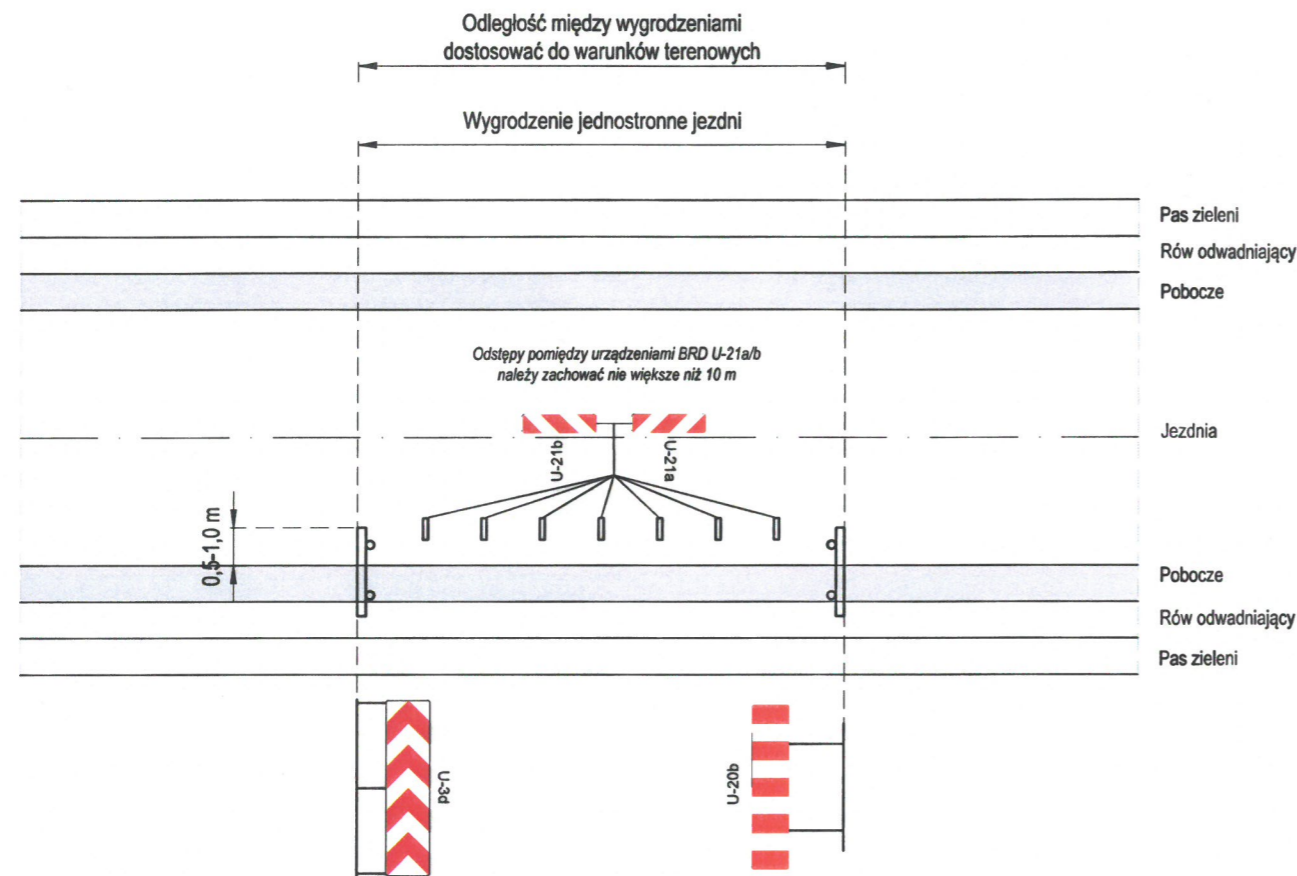 Odległość między wygrodzeniami
dostosować do warunków terenowych
Wygrodzenie jednostronne jezdni
Pas zieleni
Rów odwadniający
Pobocze
Odstępy pomiędzy urządzeniami BRD U-21a/b
należy zachować nie większe niż 10 m
Jezdnia
U-21b
U-21a
0,5-1,0 m
Pobocze
Rów odwadniający
Pas zieleni
U-3d
U-20b